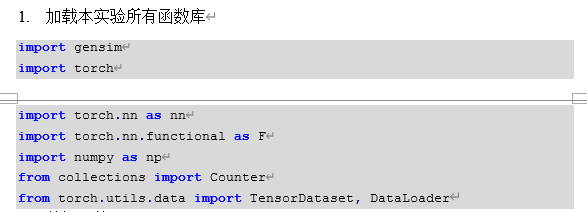 1. 加载本实验所有函数库↵
import gensim↵
import torch↵
import torch.nn as nn↵
import torch.nn.functional as F↵
import numpy as np↵
from collections import Counter↵
from torch.utils.data import TensorDataset, DataLoader↵